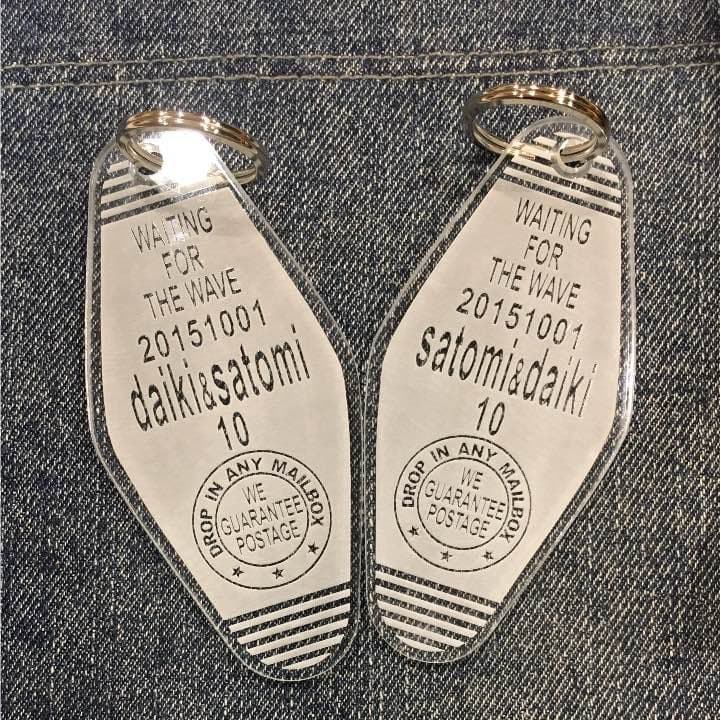 WAITING
FOR
THE WAVE
20151001
daiki&satomi
10
DROP IN ANY MAILBOX
WE
GUARANTEE
POSTAGE
WAITING
FOR
THE WAVE
20151001
satomi&daiki
10
DROP IN ANY MAILBOX
WE
GUARANTEE
POSTAGE